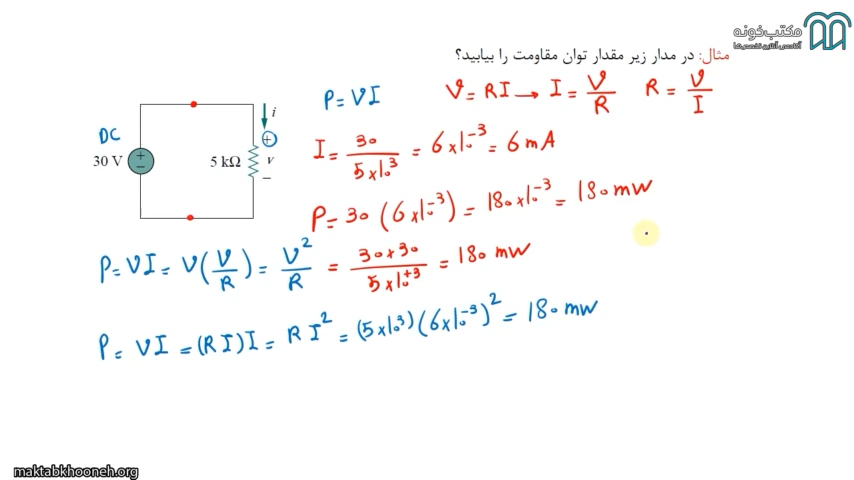 مکتب‌خونه
آکادمی آنلاین تخصص‌ها
مثال: در مدار زیر مقدار توان مقاومت را بیابید؟
P = VI   V = RI → I = V/R   R = V/I
i
DC
30 V
+
−
5 kΩ
+
v
−
I = 30 / 5×10^3 = 6×10^-3 = 6 mA
P = 30 (6×10^-3) = 180×10^-3 = 180 mW
P = VI = V(V/R) = V^2/R = 30×30 / 5×10^+3 = 180 mW
P = VI = (RI)I = RI^2 = (5×10^3)(6×10^-3)^2 = 180 mW
maktabkhooneh.org